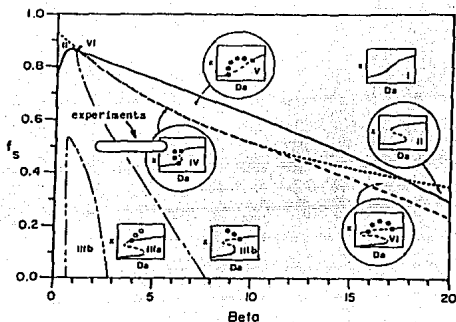 II
VI
1.0
0.8
0.6
0.4
0.2
0.0
f_s
experiments
x
V
Da
x
I
Da
x
II
Da
IV
Da
x
VI
Da
IIIb
x
IIIa
Da
x
IIIb
Da
0
5
10
15
20
Beta